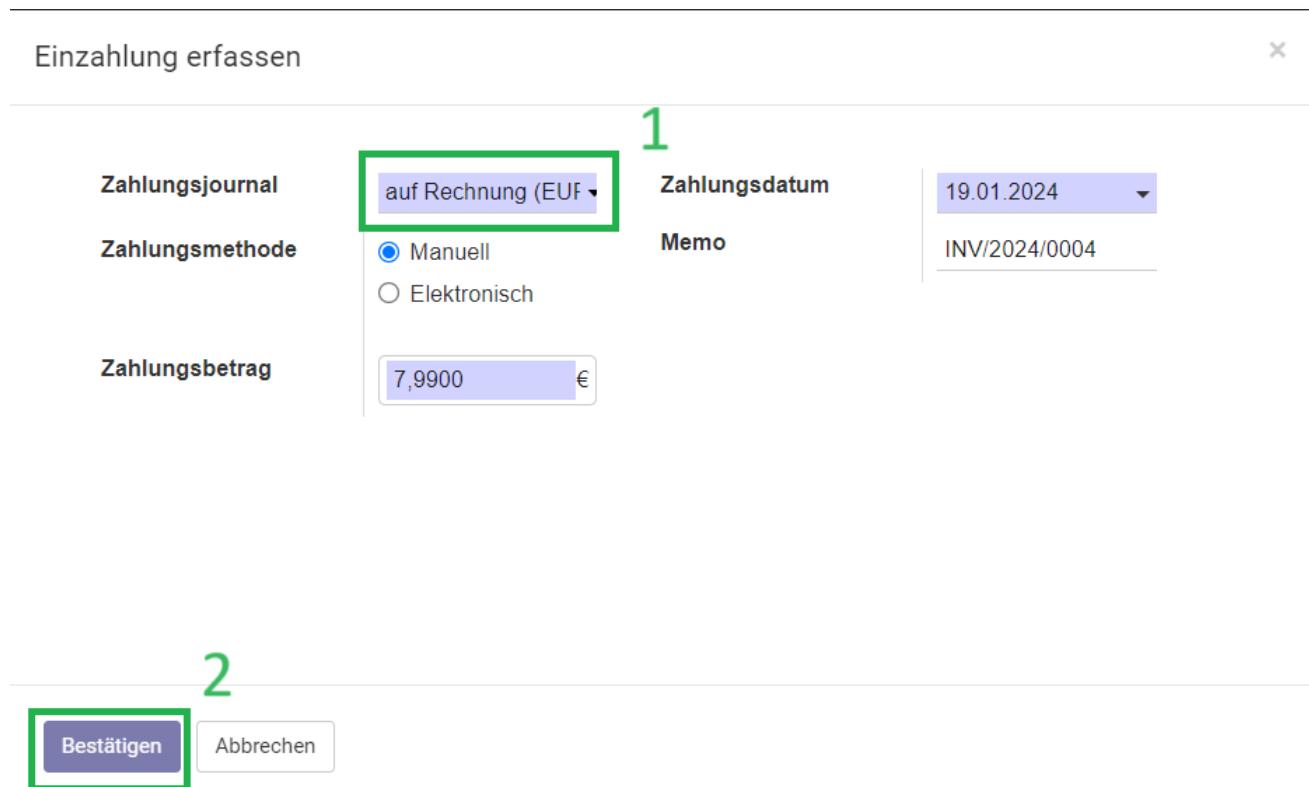 Einzahlung erfassen ×
1
Zahlungsjournal auf Rechnung (EUF Zahlungsdatum 19.01.2024
Zahlungsmethode Manuell Memo INV/2024/0004
Elektronisch
Zahlungsbetrag 7,9900 €
2
Bestätigen Abbrechen